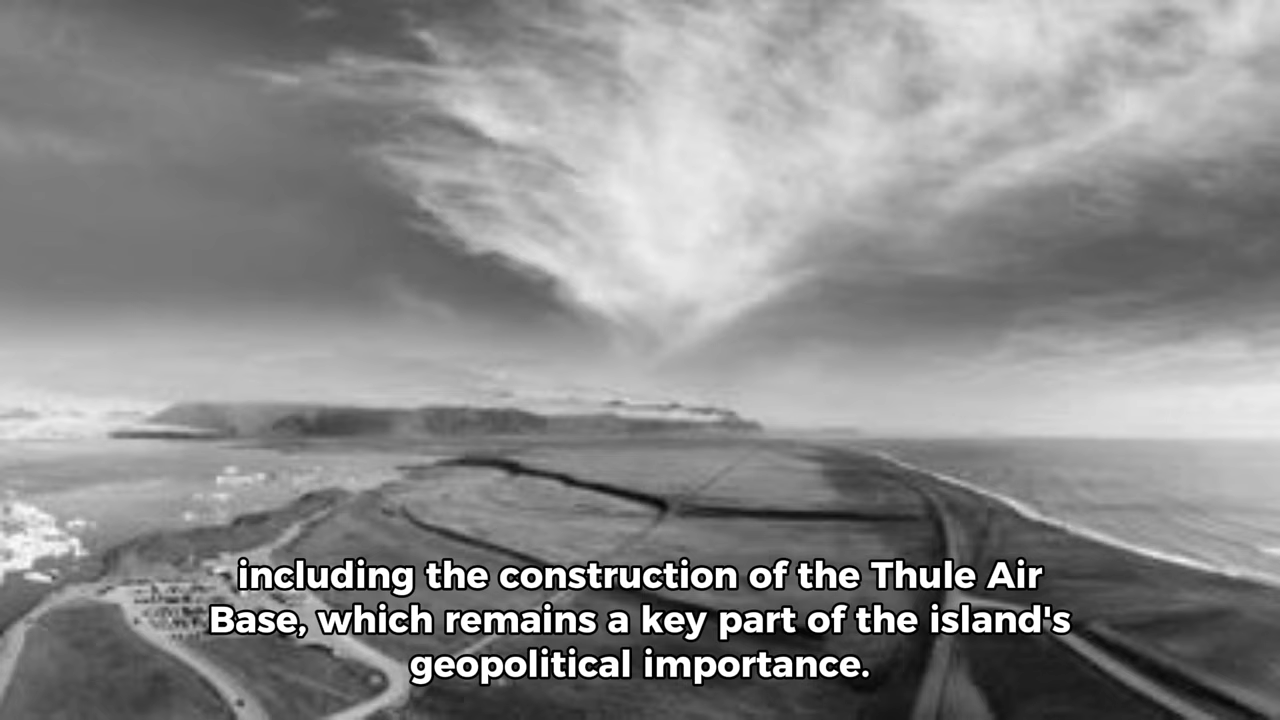 including the construction of the Thule Air
Base, which remains a key part of the island's
geopolitical importance.